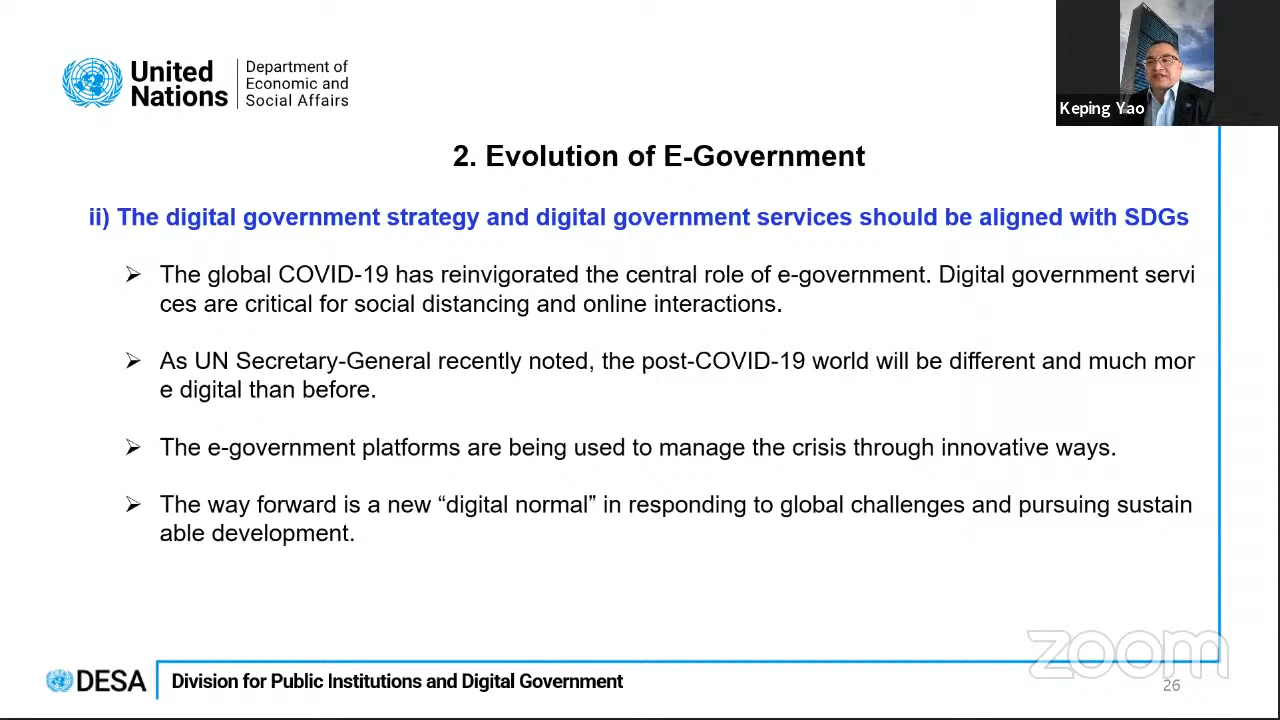 United
Nations
Department of
Economic and
Social Affairs
Keping Yao
2. Evolution of E-Government
ii) The digital government strategy and digital government services should be aligned with SDGs
➢ The global COVID-19 has reinvigorated the central role of e-government. Digital government servi
ces are critical for social distancing and online interactions.
➢ As UN Secretary-General recently noted, the post-COVID-19 world will be different and much mor
e digital than before.
➢ The e-government platforms are being used to manage the crisis through innovative ways.
➢ The way forward is a new “digital normal” in responding to global challenges and pursuing sustain
able development.
zoom
DESA
Division for Public Institutions and Digital Government
26